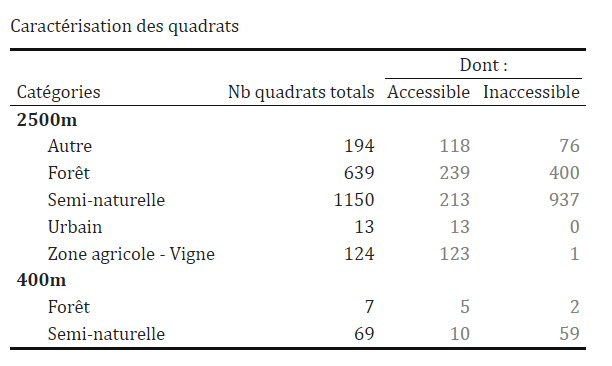 Caractérisation des quadrats
Dont :
Catégories Nb quadrats totals Accessible Inaccessible
2500m
Autre 194 118 76
Forêt 639 239 400
Semi-naturelle 1150 213 937
Urbain 13 13 0
Zone agricole - Vigne 124 123 1
400m
Forêt 7 5 2
Semi-naturelle 69 10 59